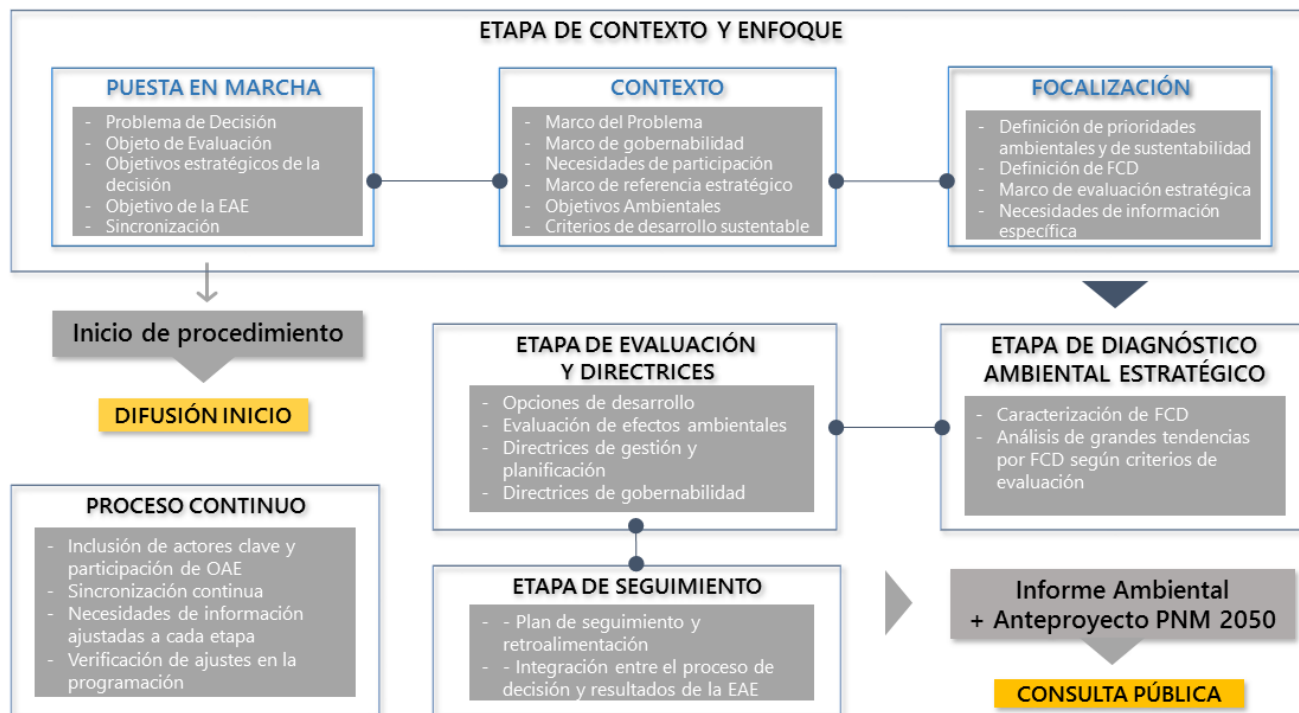 ETAPA DE CONTEXTO Y ENFOQUE
PUESTA EN MARCHA
- Problema de Decisión
- Objeto de Evaluación
- Objetivos estratégicos de la
decisión
- Objetivo de la EAE
- Sincronización
CONTEXTO
- Marco del Problema
- Marco de gobernabilidad
- Necesidades de participación
- Marco de referencia estratégico
- Objetivos Ambientales
- Criterios de desarrollo sustentable
FOCALIZACIÓN
- Definición de prioridades
ambientales y de sustentabilidad
- Definición de FCD
- Marco de evaluación estratégica
- Necesidades de información
específica
Inicio de procedimiento
DIFUSIÓN INICIO
ETAPA DE EVALUACIÓN
Y DIRECTRICES
- Opciones de desarrollo
- Evaluación de efectos ambientales
- Directrices de gestión y
planificación
- Directrices de gobernabilidad
ETAPA DE DIAGNÓSTICO
AMBIENTAL ESTRATÉGICO
- Caracterización de FCD
- Análisis de grandes tendencias
por FCD según criterios de
evaluación
PROCESO CONTINUO
- Inclusión de actores clave y
participación de OAE
- Sincronización continua
- Necesidades de información
ajustadas a cada etapa
- Verificación de ajustes en la
programación
ETAPA DE SEGUIMIENTO
- - Plan de seguimiento y
retroalimentación
- - Integración entre el proceso de
decisión y resultados de la EAE
Informe Ambiental
+ Anteproyecto PNM 2050
CONSULTA PÚBLICA